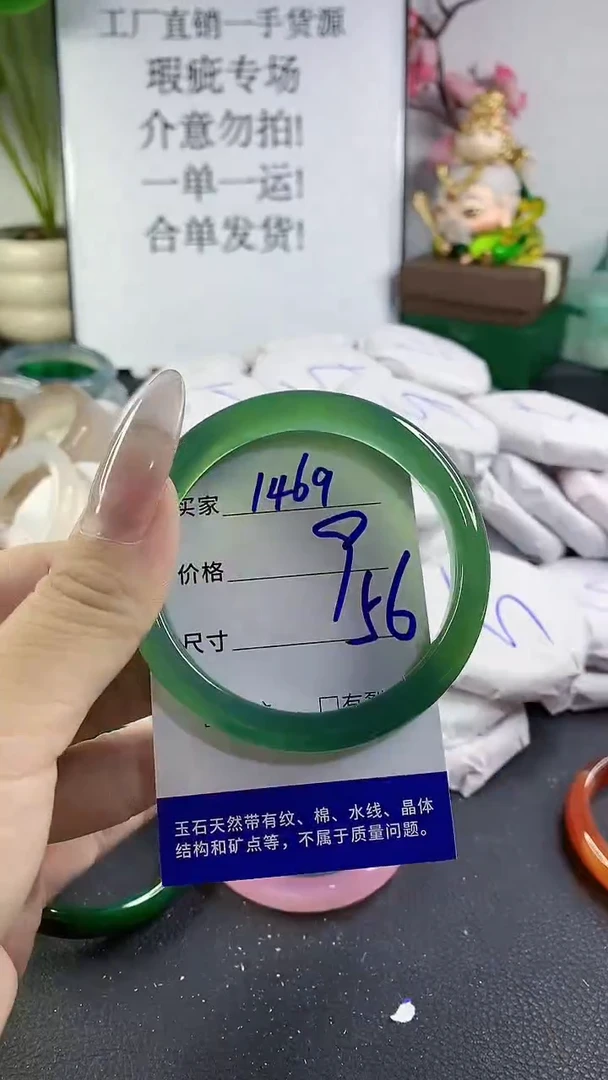 工厂直销一手货源
瑕疵专场
介意勿拍!
一单一运!
合单发货!
买家 1469
价格 9
尺寸 56
玉石天然带有纹、棉、水线、晶体
结构和矿点等，不属于质量问题。